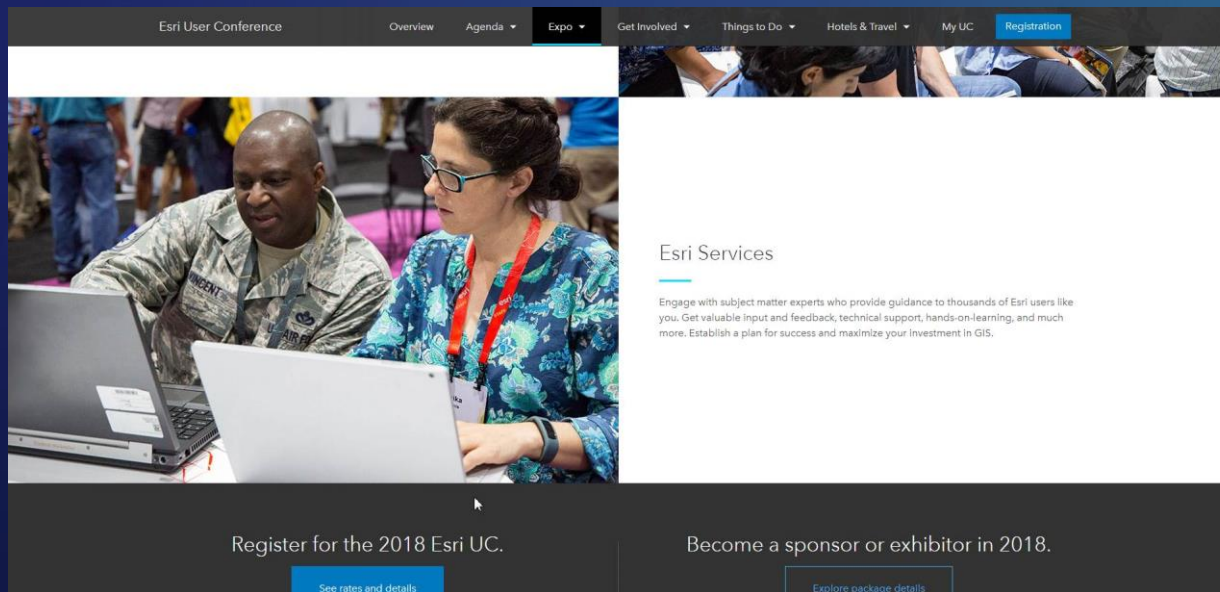 Esri User Conference
Overview
Agenda
Expo
Get Involved
Things to Do
Hotels & Travel
My UC
Registration
VINCENT
esri
esri
Esri Services
Engage with subject matter experts who provide guidance to thousands of Esri users like
you. Get valuable input and feedback, technical support, hands-on-learning, and much
more. Establish a plan for success and maximize your investment in GIS.
Register for the 2018 Esri UC.
Become a sponsor or exhibitor in 2018.
See rates and details
Explore package details